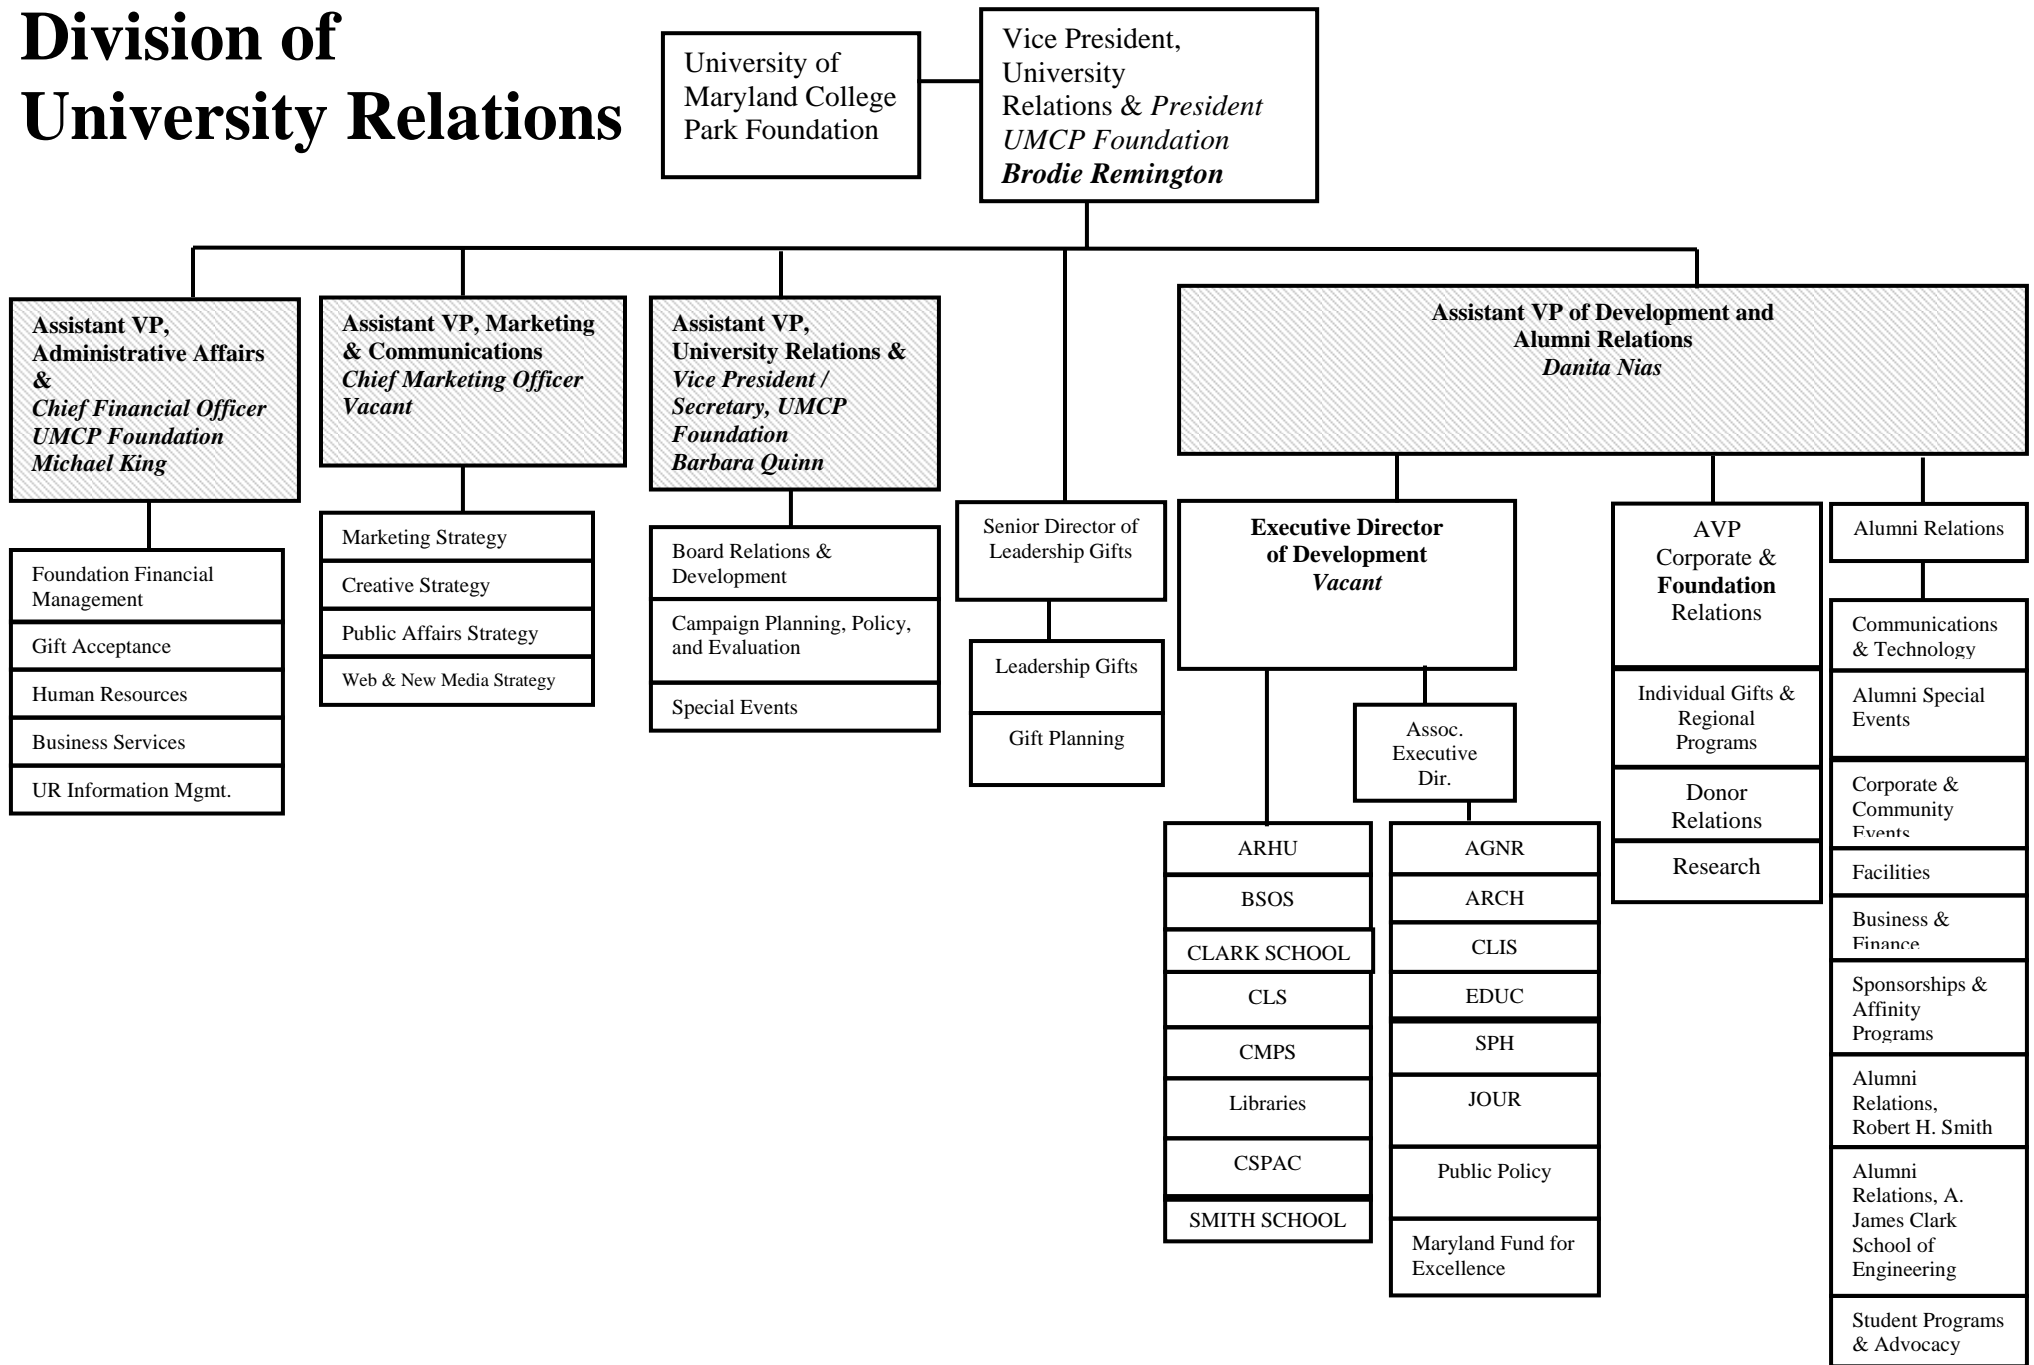 Division of
University Relations
University of
Maryland College
Park Foundation
Vice President,
University
Relations & President
UMCP Foundation
Brodie Remington
Assistant VP,
Administrative Affairs
&
Chief Financial Officer
UMCP Foundation
Michael King
Foundation Financial
Management
Gift Acceptance
Human Resources
Business Services
UR Information Mgmt.
Assistant VP, Marketing
& Communications
Chief Marketing Officer
Vacant
Marketing Strategy
Creative Strategy
Public Affairs Strategy
Web & New Media Strategy
Assistant VP,
University Relations &
Vice President /
Secretary, UMCP
Foundation
Barbara Quinn
Board Relations &
Development
Campaign Planning, Policy,
and Evaluation
Special Events
Senior Director of
Leadership Gifts
Leadership Gifts
Gift Planning
Assistant VP of Development and
Alumni Relations
Danita Nias
Executive Director
of Development
Vacant
ARHU
BSOS
CLARK SCHOOL
CLS
CMPS
Libraries
CSPAC
SMITH SCHOOL
Assoc.
Executive
Dir.
AGNR
ARCH
CLIS
EDUC
SPH
JOUR
Public Policy
Maryland Fund for
Excellence
AVP
Corporate &
Foundation
Relations
Individual Gifts &
Regional
Programs
Donor
Relations
Research
Alumni Relations
Communications
& Technology
Alumni Special
Events
Corporate &
Community
Events
Facilities
Business &
Finance
Sponsorships &
Affinity
Programs
Alumni
Relations,
Robert H. Smith
Alumni
Relations, A.
James Clark
School of
Engineering
Student Programs
& Advocacy